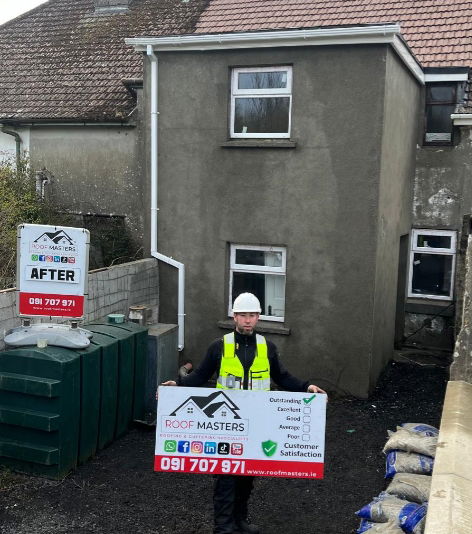 ROOF MASTERS
AFTER
091 707 971
ROOF MASTERS
ROOFING & GUTTERING SPECIALISTS
091 707 971 www.roofmasters.ie
Outstanding
Excellent
Good
Average
Poor
Customer
Satisfaction